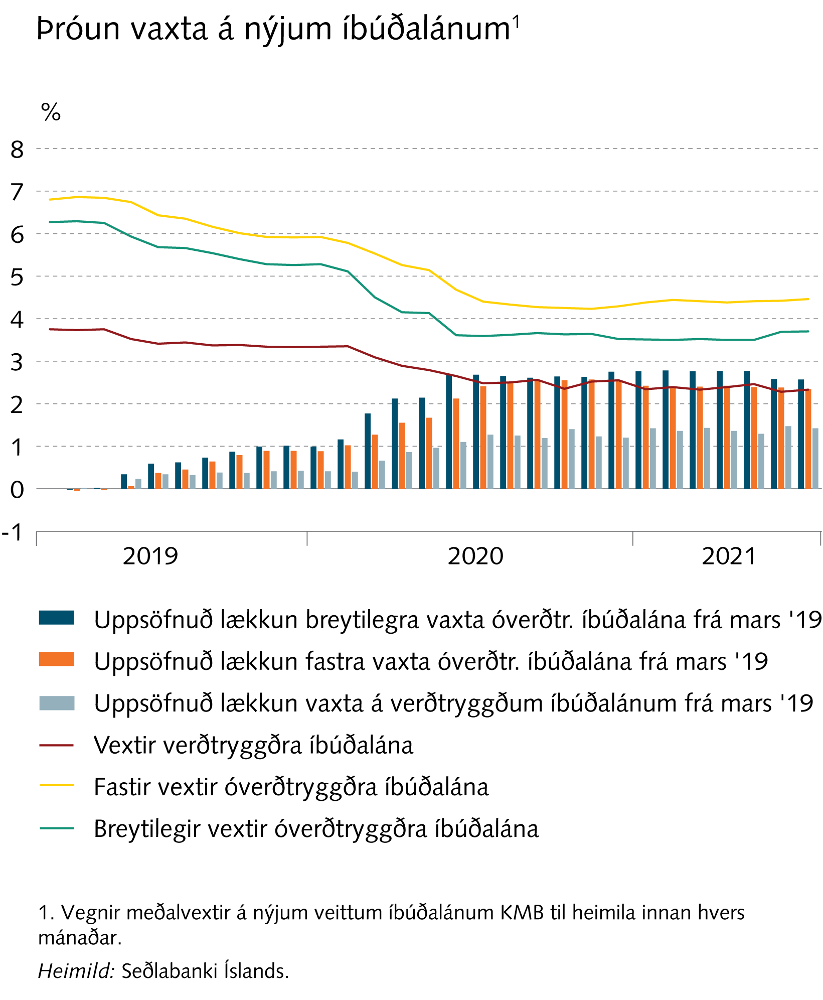 Þróun vaxta á nýjum íbúðalánum¹
%
8
7
6
5
4
3
2
1
0
-1
2019 2020 2021
Uppsöfnuð lækkun breytilegra vaxta óverðtr. íbúðalána frá mars '19
Uppsöfnuð lækkun fastra vaxta óverðtr. íbúðalána frá mars '19
Uppsöfnuð lækkun vaxta á verðtryggðum íbúðalánum frá mars '19
Vextir verðtryggðra íbúðalána
Fastir vextir óverðtryggðra íbúðalána
Breytilegir vextir óverðtryggðra íbúðalána
1. Vegnir meðalvextir á nýjum veittum íbúðalánum KMB til heimila innan hvers
mánaðar.
Heimild: Seðlabanki Íslands.